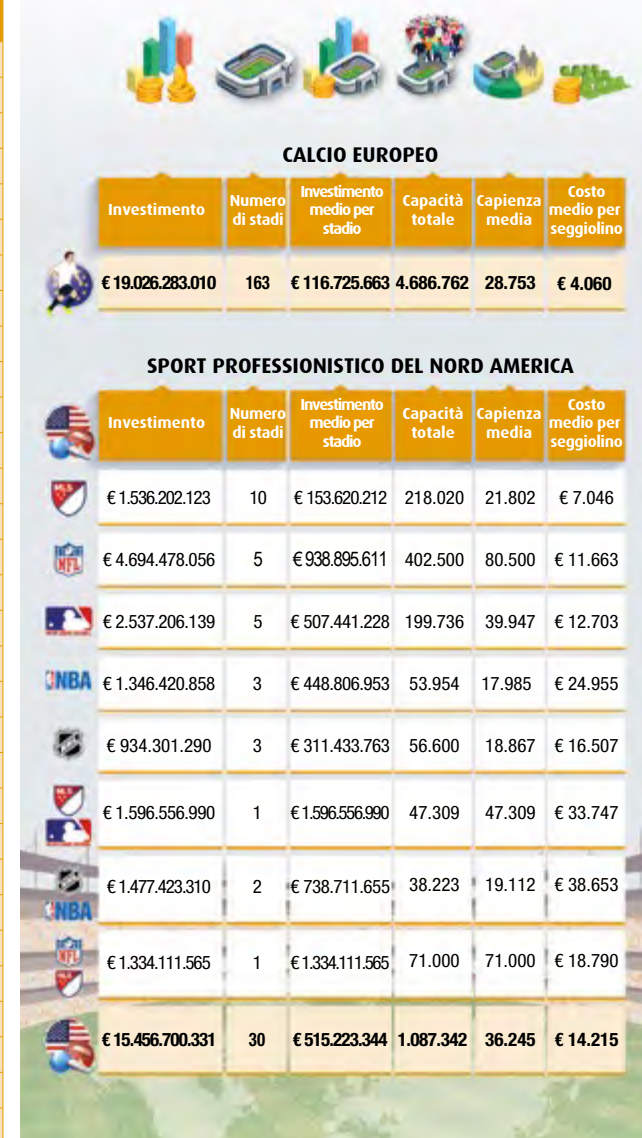 CALCIO EUROPEO
Investimento Numero di stadi Investimento medio per stadio Capacità totale Capienza media Costo medio per seggiolino
€ 19.026.283.010 163 € 116.725.663 4.686.762 28.753 € 4.060
SPORT PROFESSIONISTICO DEL NORD AMERICA
Investimento Numero di stadi Investimento medio per stadio Capacità totale Capienza media Costo medio per seggiolino
MLS € 1.536.202.123 10 € 153.620.212 218.020 21.802 € 7.046
NFL € 4.694.478.056 5 € 938.895.611 402.500 80.500 € 11.663
€ 2.537.206.139 5 € 507.441.228 199.736 39.947 € 12.703
NBA € 1.346.420.858 3 € 448.806.953 53.954 17.985 € 24.955
€ 934.301.290 3 € 311.433.763 56.600 18.867 € 16.507
MLS € 1.596.556.990 1 € 1.596.556.990 47.309 47.309 € 33.747
NBA € 1.477.423.310 2 € 738.711.655 38.223 19.112 € 38.653
NFL € 1.334.111.565 1 € 1.334.111.565 71.000 71.000 € 18.790
€ 15.456.700.331 30 € 515.223.344 1.087.342 36.245 € 14.215